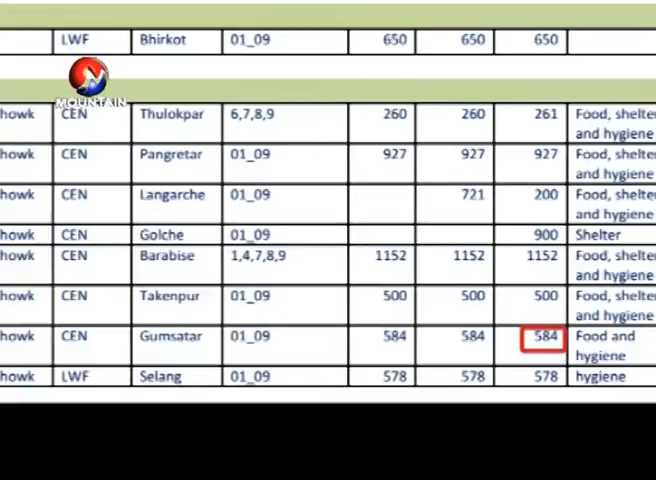 LWF Bhirkot 01_09 650 650 650
MOUNTAIN
howk CEN Thulokpar 6,7,8,9 260 260 261 Food, shelter
and hygiene
howk CEN Pangretar 01_09 927 927 927 Food, shelte
and hygiene
howk CEN Langarche 01_09 721 200 Food, shelte
and hygiene
howk CEN Golche 01_09 900 Shelter
howk CEN Barabise 1,4,7,8,9 1152 1152 1152 Food, shelte
and hygiene
howk CEN Takenpur 01_09 500 500 500 Food, shelte
and hygiene
howk CEN Gumsatar 01_09 584 584 584 Food and
hygiene
howk LWF Selang 01_09 578 578 578 hygiene